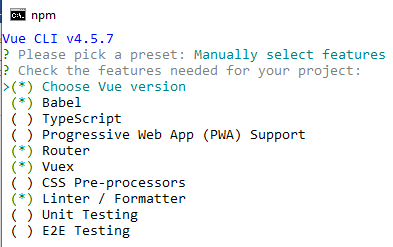 npm
Vue CLI v4.5.7
? Please pick a preset: Manually select features
? Check the features needed for your project:
>(*) Choose Vue version
(*) Babel
( ) TypeScript
( ) Progressive Web App (PWA) Support
(*) Router
(*) Vuex
( ) CSS Pre-processors
(*) Linter / Formatter
( ) Unit Testing
( ) E2E Testing